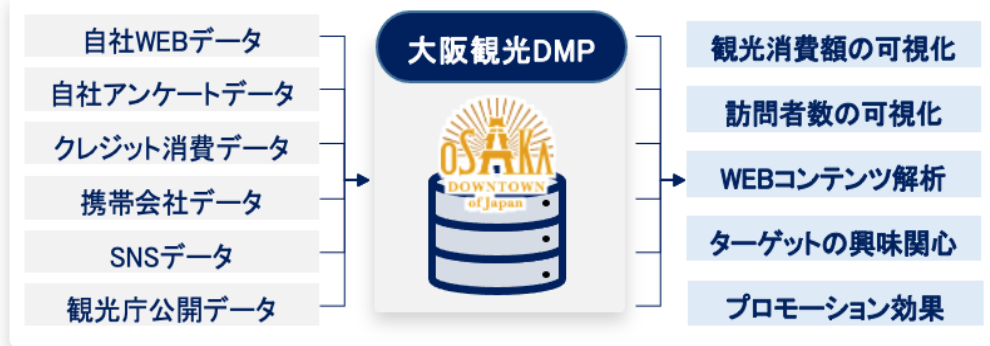 自社WEBデータ
自社アンケートデータ
クレジット消費データ
携帯会社データ
SNSデータ
観光庁公開データ
大阪観光DMP
OSAKA
DOWNTOWN
of Japan
観光消費額の可視化
訪問者数の可視化
WEBコンテンツ解析
ターゲットの興味関心
プロモーション効果